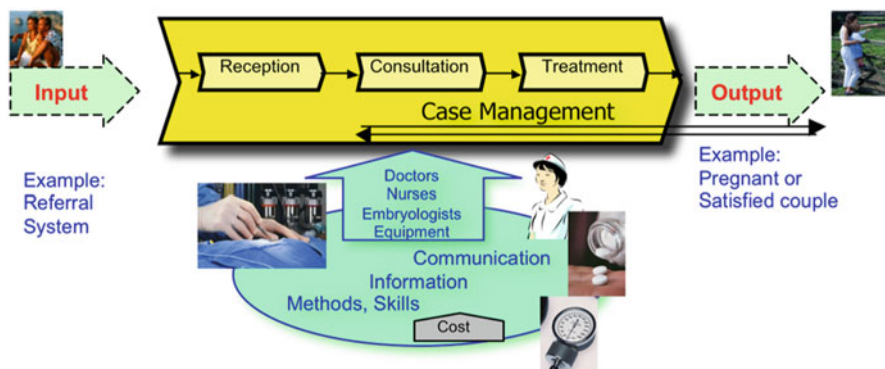 Input
Reception
Consultation
Treatment
Case Management
Output
Example:
Referral
System
Example:
Pregnant or
Satisfied couple
Doctors
Nurses
Embryologists
Equipment
Communication
Information
Methods, Skills
Cost